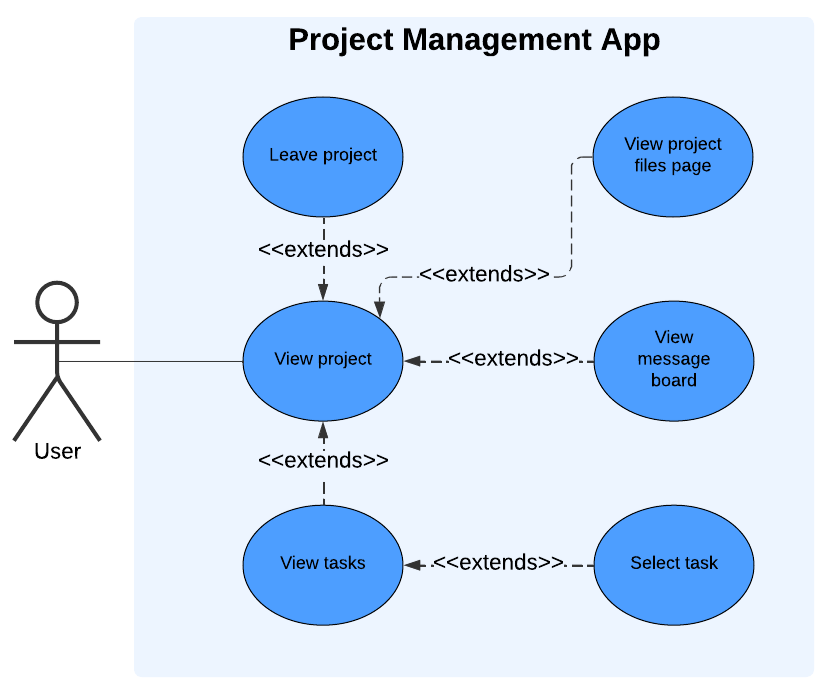 Project Management App
Leave project
View project
files page
<<extends>>
<<extends>>
View project
<<extends>>
View
message
board
User
<<extends>>
View tasks
<<extends>>
Select task